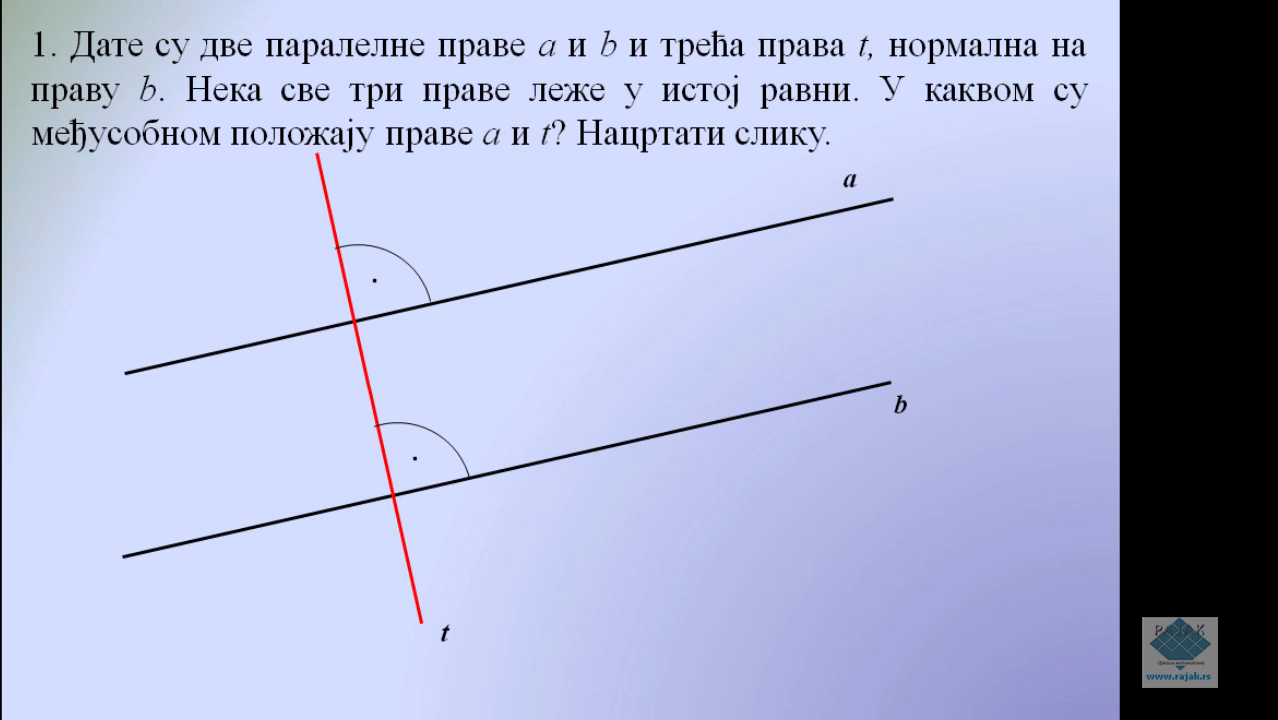 1. Дате су две паралелне праве a и b и трећа права t, нормална на
праву b. Нека све три праве леже у истој равни. У каквом су
међусобном положају праве a и t? Нацртати слику.
a
b
t
РАЈАК
www.rajak.rs